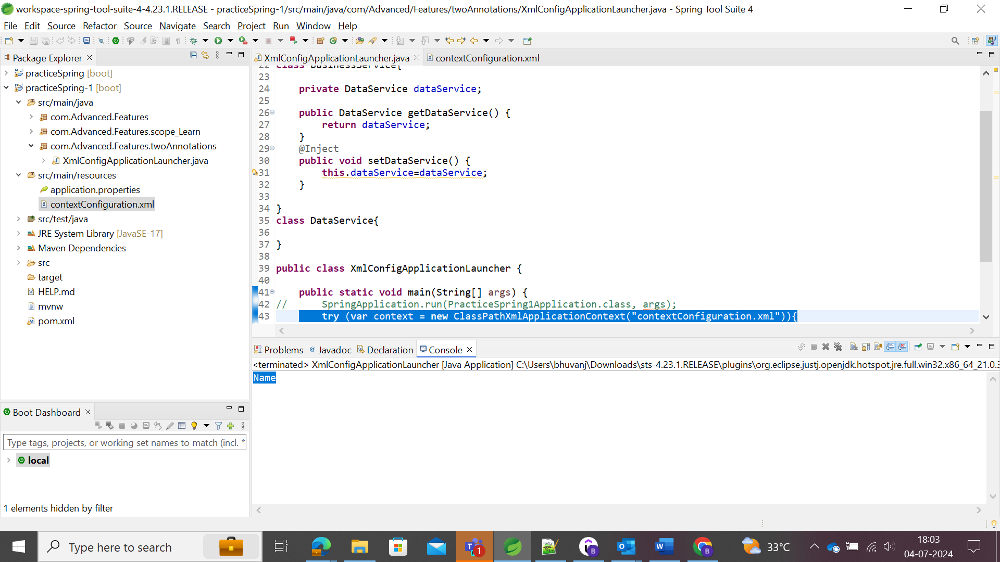 workspace-spring-tool-suite-4-4.23.1.RELEASE - practiceSpring-1/src/main/java/com/Advanced/Features/twoAnnotations/XmlConfigApplicationLauncher.java - Spring Tool Suite 4
File Edit Source Refactor Source Navigate Search Project Run Window Help
Package Explorer
practiceSpring [boot]
practiceSpring-1 [boot]
src/main/java
com.Advanced.Features
com.Advanced.Features.scope_Learn
com.Advanced.Features.twoAnnotations
XmlConfigApplicationLauncher.java
src/main/resources
application.properties
contextConfiguration.xml
src/test/java
JRE System Library [JavaSE-17]
Maven Dependencies
src
target
HELP.md
mvnw
pom.xml
Boot Dashboard
Type tags, projects, or working set names to match (incl. *
local
1 elements hidden by filter
XmlConfigApplicationLauncher.java contextConfiguration.xml
22 class BusinessService{
23
24 private DataService dataService;
25
26 public DataService getDataService() {
27 return dataService;
28 }
29 @Inject
30 public void setDataService() {
31 this.dataService=dataService;
32 }
33
34 }
35 class DataService{
36
37 }
38
39 public class XmlConfigApplicationLauncher {
40
41 public static void main(String[] args) {
42 // SpringApplication.run(PracticeSpring1Application.class, args);
43 try (var context = new ClassPathXmlApplicationContext("contextConfiguration.xml")){
Problems @ Javadoc Declaration Console
<terminated> XmlConfigApplicationLauncher [Java Application] C:\Users\bhuvanj\Downloads\sts-4.23.1.RELEASE\plugins\org.eclipse.justj.openjdk.hotspot.jre.full.win32.x86_64_21.0.3
Name
Type here to search
T 1
B
W
B
33°C
18:03
04-07-2024